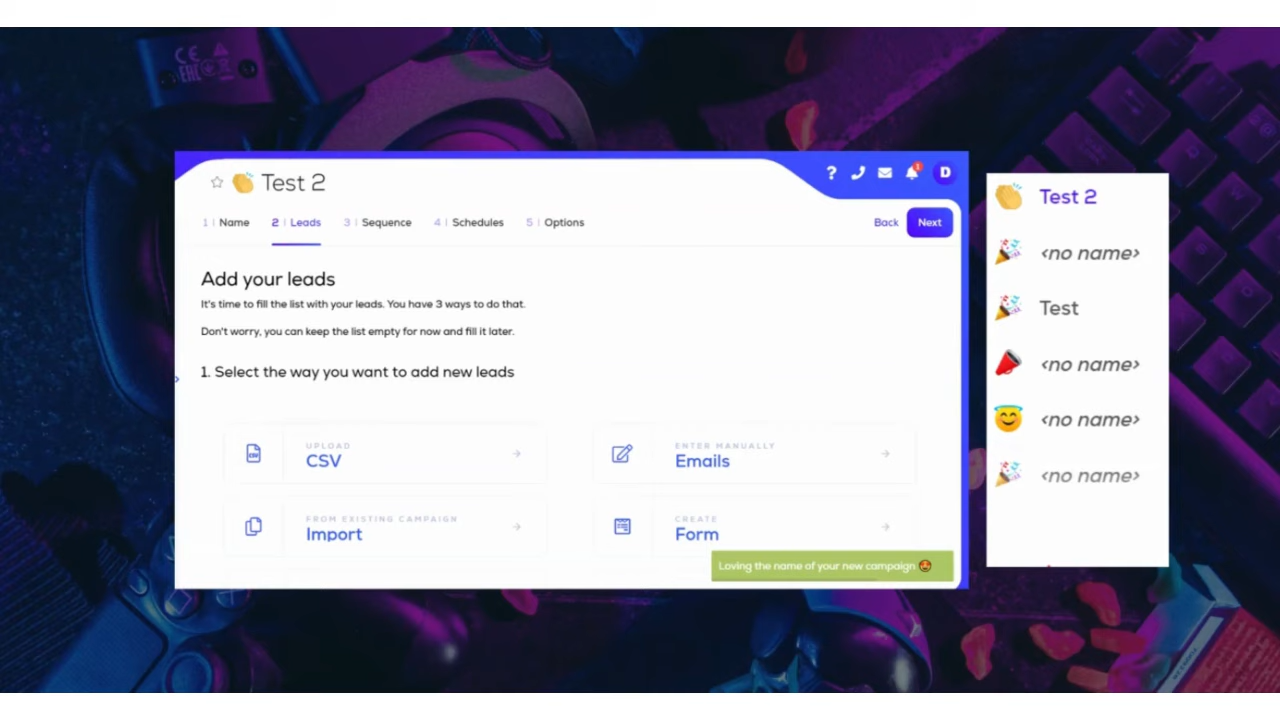 Test 2
?
1
D
1 | Name
2 | Leads
3 | Sequence
4 | Schedules
5 | Options
Back
Next
Add your leads
It's time to fill the list with your leads. You have 3 ways to do that.
Don't worry, you can keep the list empty for now and fill it later.
1. Select the way you want to add new leads
CSV
UPLOAD
CSV
ENTER MANUALLY
Emails
FROM EXISTING CAMPAIGN
Import
CREATE
Form
Loving the name of your new campaign
Test 2
<no name>
Test
<no name>
<no name>
<no name>
CE